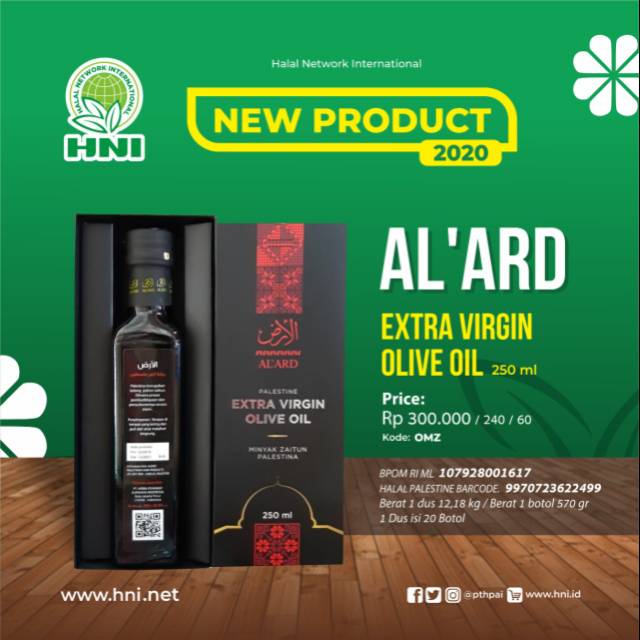 Halal Network International
HALAL NETWORK INTERNATIONAL
HNI
NEW PRODUCT
2020
AL'ARD
EXTRA VIRGIN
OLIVE OIL 250 ml
Price:
Rp 300.000 / 240 / 60
Kode: OMZ
BPOM RI ML 107928001617
HALAL PALESTINE BARCODE. 9970723622499
Berat 1 dus 12,18 kg / Berat 1 botol 570 gr
1 Dus isi 20 Botol
الأرض
الأرض
AL'ARD
PALESTINE
EXTRA VIRGIN
OLIVE OIL
MINYAK ZAITUN
PALESTINA
250 ml
www.hni.net
@pthpai
www.hni.id